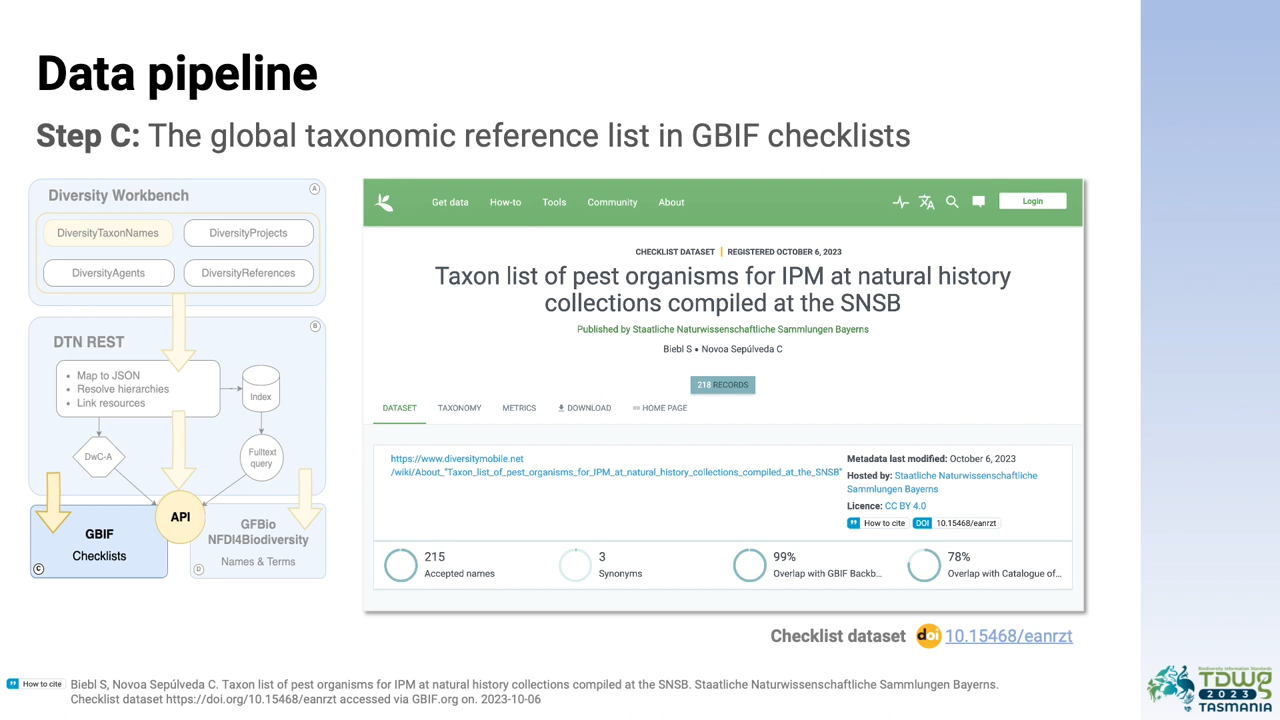 Data pipeline
Step C: The global taxonomic reference list in GBIF checklists
Diversity Workbench
A
DiversityTaxonNames
DiversityProjects
DiversityAgents
DiversityReferences
DTN REST
B
• Map to JSON
• Resolve hierarchies
• Link resources
Index
DwC-A
Fulltext
query
API
GBIF
Checklists
C
GFBio
NFDI4Biodiversity
Names & Terms
D
Get data How-to Tools Community About
Login
CHECKLIST DATASET | REGISTERED OCTOBER 6, 2023
Taxon list of pest organisms for IPM at natural history
collections compiled at the SNSB
Published by Staatliche Naturwissenschaftliche Sammlungen Bayerns
Biebl S • Novoa Sepúlveda C
218 RECORDS
DATASET TAXONOMY METRICS DOWNLOAD HOME PAGE
https://www.diversitymobile.net
/wiki/About_"Taxon_list_of_pest_organisms_for_IPM_at_natural_history_collections_compiled_at_the_SNSB"
Metadata last modified: October 6, 2023
Hosted by: Staatliche Naturwissenschaftliche
Sammlungen Bayerns
Licence: CC BY 4.0
How to cite DOI 10.15468/eanrzt
215
Accepted names
3
Synonyms
99%
Overlap with GBIF Backb...
78%
Overlap with Catalogue of...
Checklist dataset doi 10.15468/eanrzt
How to cite Biebl S, Novoa Sepúlveda C. Taxon list of pest organisms for IPM at natural history collections compiled at the SNSB. Staatliche Naturwissenschaftliche Sammlungen Bayerns.
Checklist dataset https://doi.org/10.15468/eanrzt accessed via GBIF.org on. 2023-10-06
Biodiversity Information Standards
TDWG
2023
TASMANIA